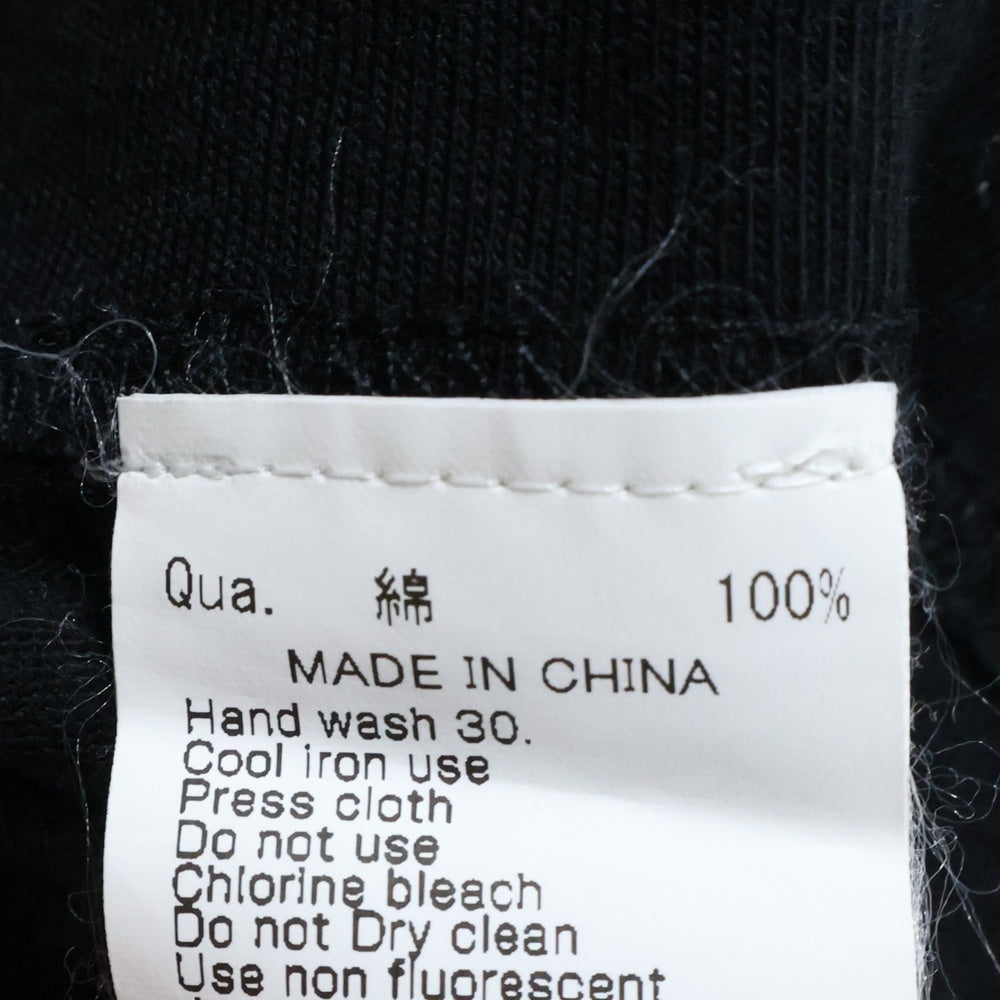 Qua. 綿 100%
MADE IN CHINA
Hand wash 30.
Cool iron use
Press cloth
Do not use
Chlorine bleach
Do not Dry clean
Use non fluorescent